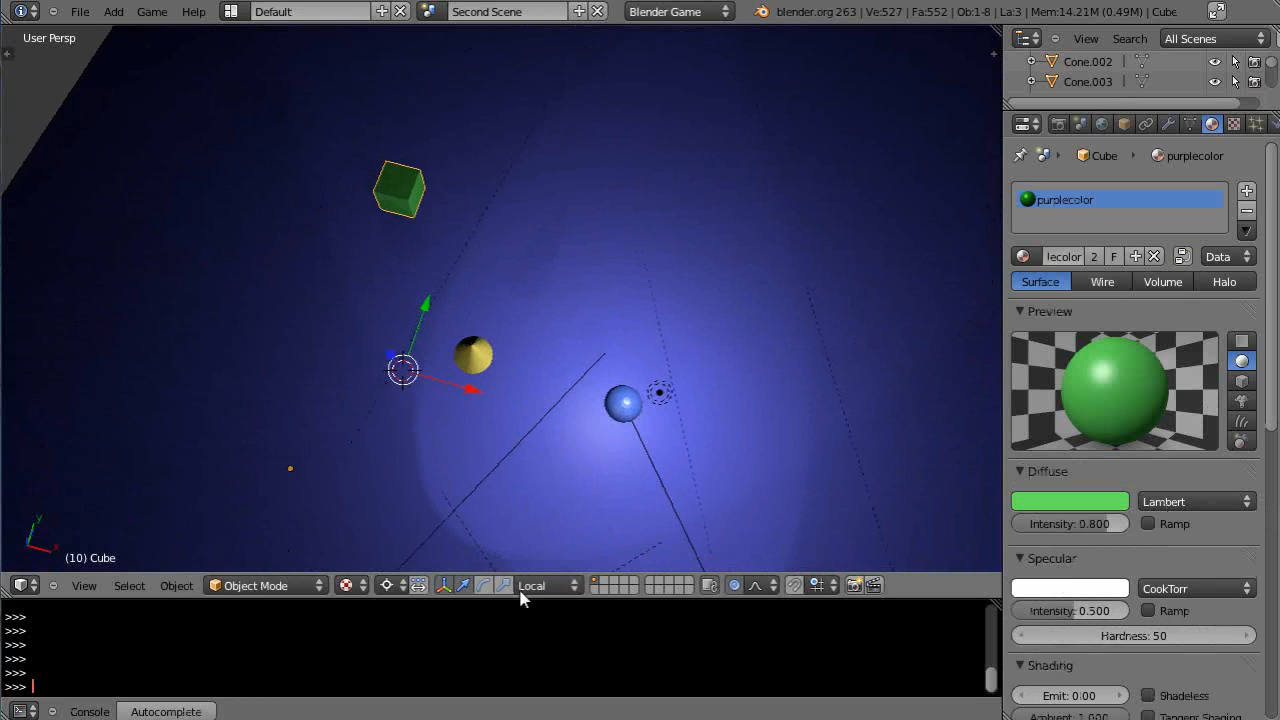 File Add Game Help Default Second Scene Blender Game blender.org 263 | Ve:527 | Fa:552 | Ob:1-8 | La:3 | Mem:14.21M (0.49M) | Cube
User Persp
View Search All Scenes
Cone.002
Cone.003
Cube purplecolor
purplecolor
lecolor 2 F Data
Surface Wire Volume Halo
Preview
Diffuse
Lambert
Intensity: 0.800 Ramp
Specular
CookTorr
Intensity: 0.500 Ramp
Hardness: 50
Shading
Emit: 0.00 Shadeless
Ambient: 1.000 Tangent Shading
y
x
(10) Cube
View Select Object Object Mode Local
>>>
>>>
>>>
>>>
>>>
>>>
Console Autocomplete